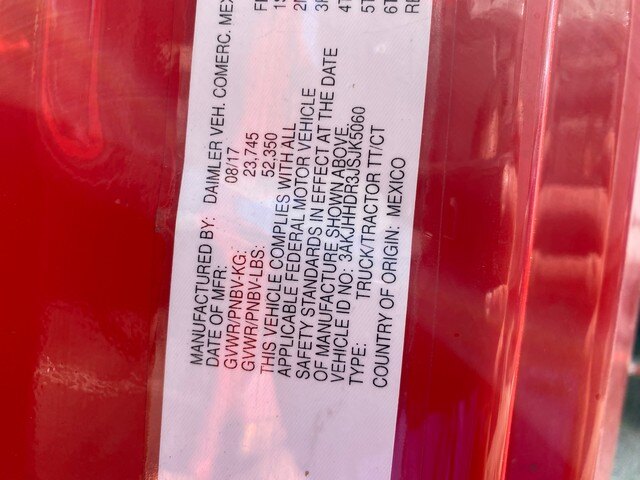 MANUFACTURED BY: DAIMLER VEH. COMERC. MEX
DATE OF MFR: 08/17
GVWR/PNBV-KG: 23,745
GVWR/PNBV-LBS: 52,350
THIS VEHICLE COMPLIES WITH ALL
APPLICABLE FEDERAL MOTOR VEHICLE
SAFETY STANDARDS IN EFFECT AT THE DATE
OF MANUFACTURE SHOWN ABOVE.
VEHICLE ID NO: 3AKJHHDR3JSJK5060
TYPE: TRUCK/TRACTOR TT/CT
COUNTRY OF ORIGIN: MEXICO